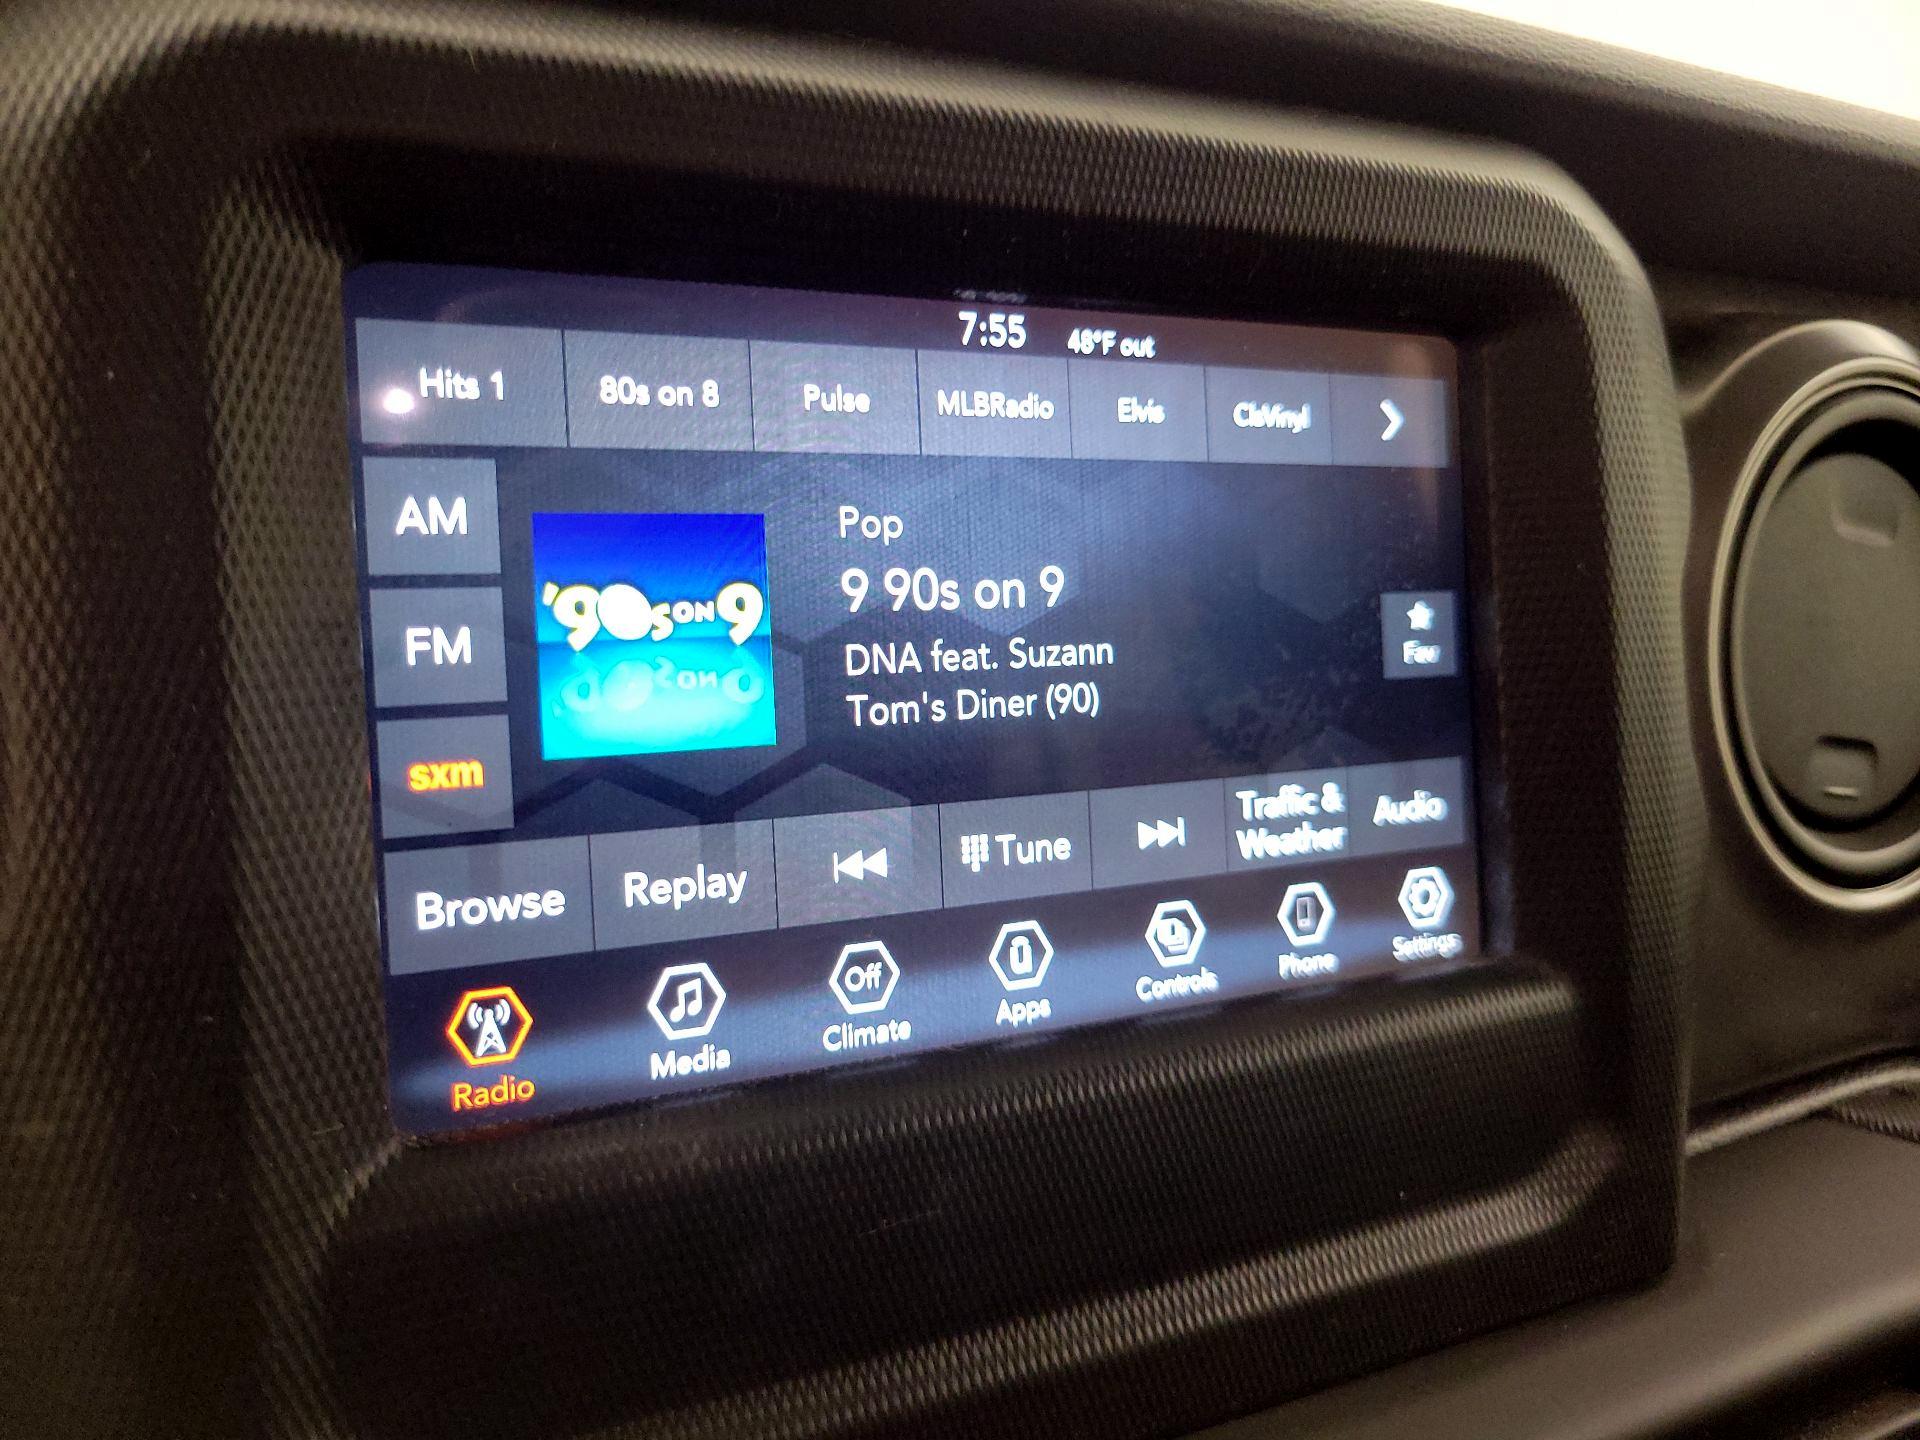 7:55 48°F out
Hits 1 80s on 8 Pulse MLBRadio Elvis ClsVinyl
AM
FM
sxm
'90s ON 9
Pop
9 90s on 9
DNA feat. Suzann
Tom's Diner (90)
Fav
Browse Replay Tune Traffic & Weather Audio
Off
Radio Media Climate Apps Controls Phone Settings